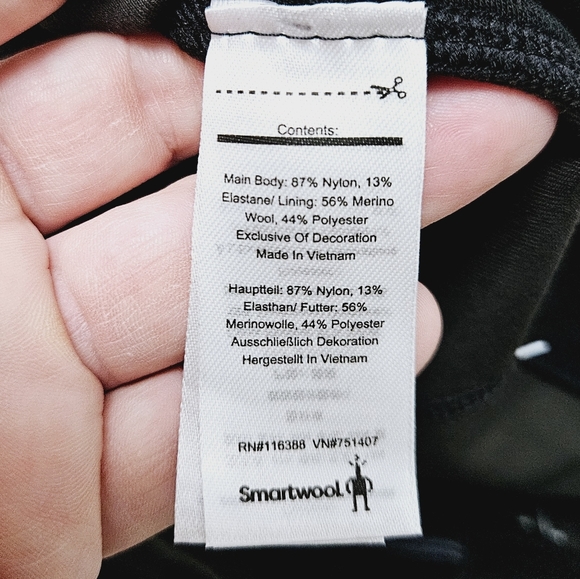 Contents:
Main Body: 87% Nylon, 13%
Elastane/ Lining: 56% Merino
Wool, 44% Polyester
Exclusive Of Decoration
Made In Vietnam
Hauptteil: 87% Nylon, 13%
Elasthan/ Futter: 56%
Merinowolle, 44% Polyester
Ausschließlich Dekoration
Hergestellt In Vietnam
RN#116388 VN#751407
Smartwool